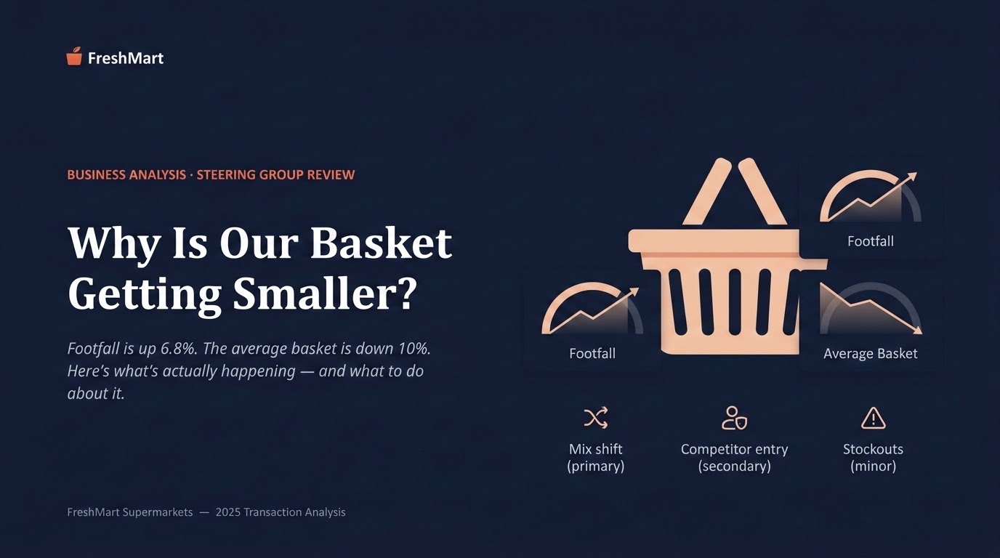 FreshMart
BUSINESS ANALYSIS · STEERING GROUP REVIEW
Why Is Our Basket
Getting Smaller?
Footfall is up 6.8%. The average basket is down 10%.
Here’s what’s actually happening — and what to do
about it.
Footfall
Footfall
Average Basket
Mix shift
(primary)
Competitor entry
(secondary)
Stockouts
(minor)
FreshMart Supermarkets — 2025 Transaction Analysis